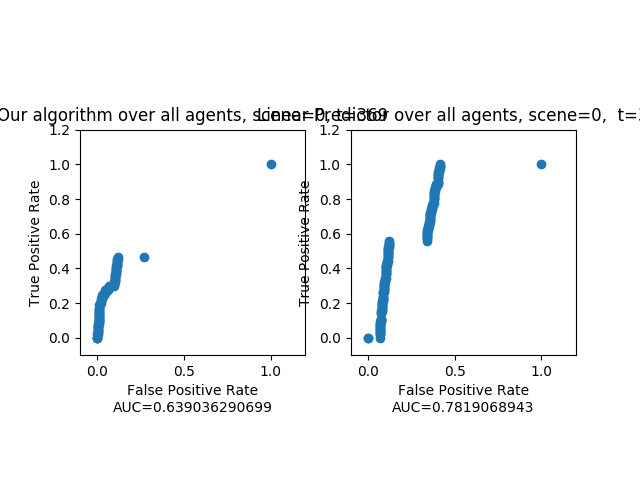 Our algorithm over all agents, scene=0, t=369
Linear Predictor over all agents, scene=0, t=
True Positive Rate
1.2
1.0
0.8
0.6
0.4
0.2
0.0
0.0
0.5
1.0
False Positive Rate
AUC=0.639036290699
True Positive Rate
1.2
1.0
0.8
0.6
0.4
0.2
0.0
0.0
0.5
1.0
False Positive Rate
AUC=0.7819068943